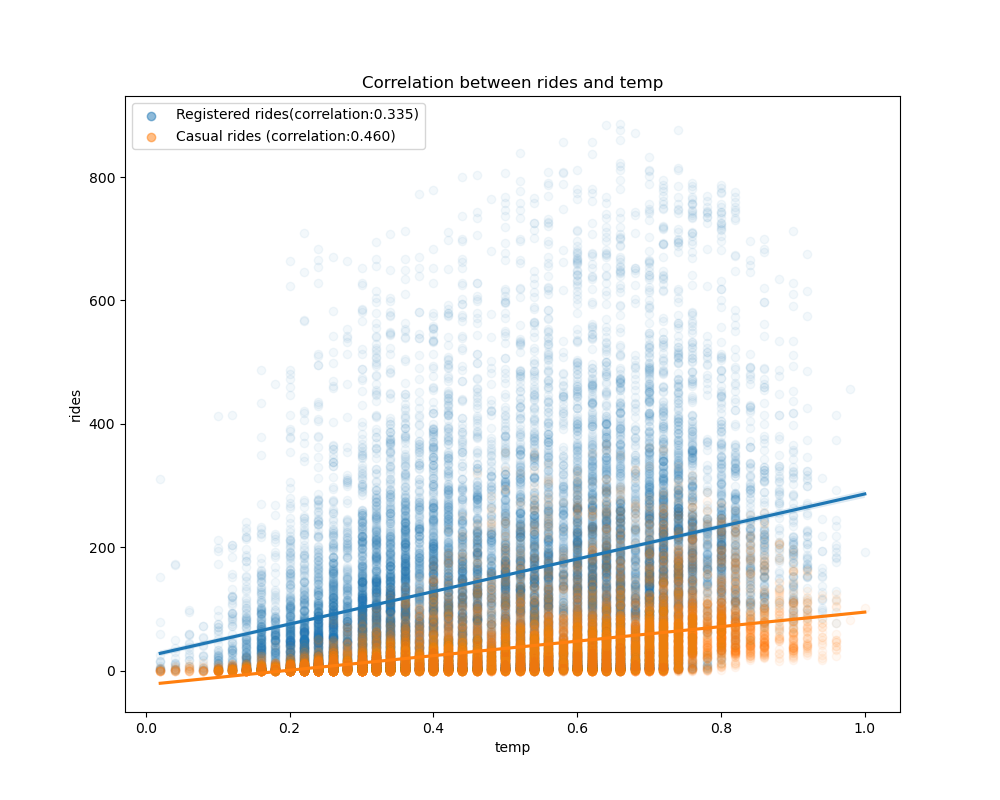 Correlation between rides and temp
Registered rides(correlation:0.335)
Casual rides (correlation:0.460)
800
600
400
200
0
rides
0.0 0.2 0.4 0.6 0.8 1.0
temp